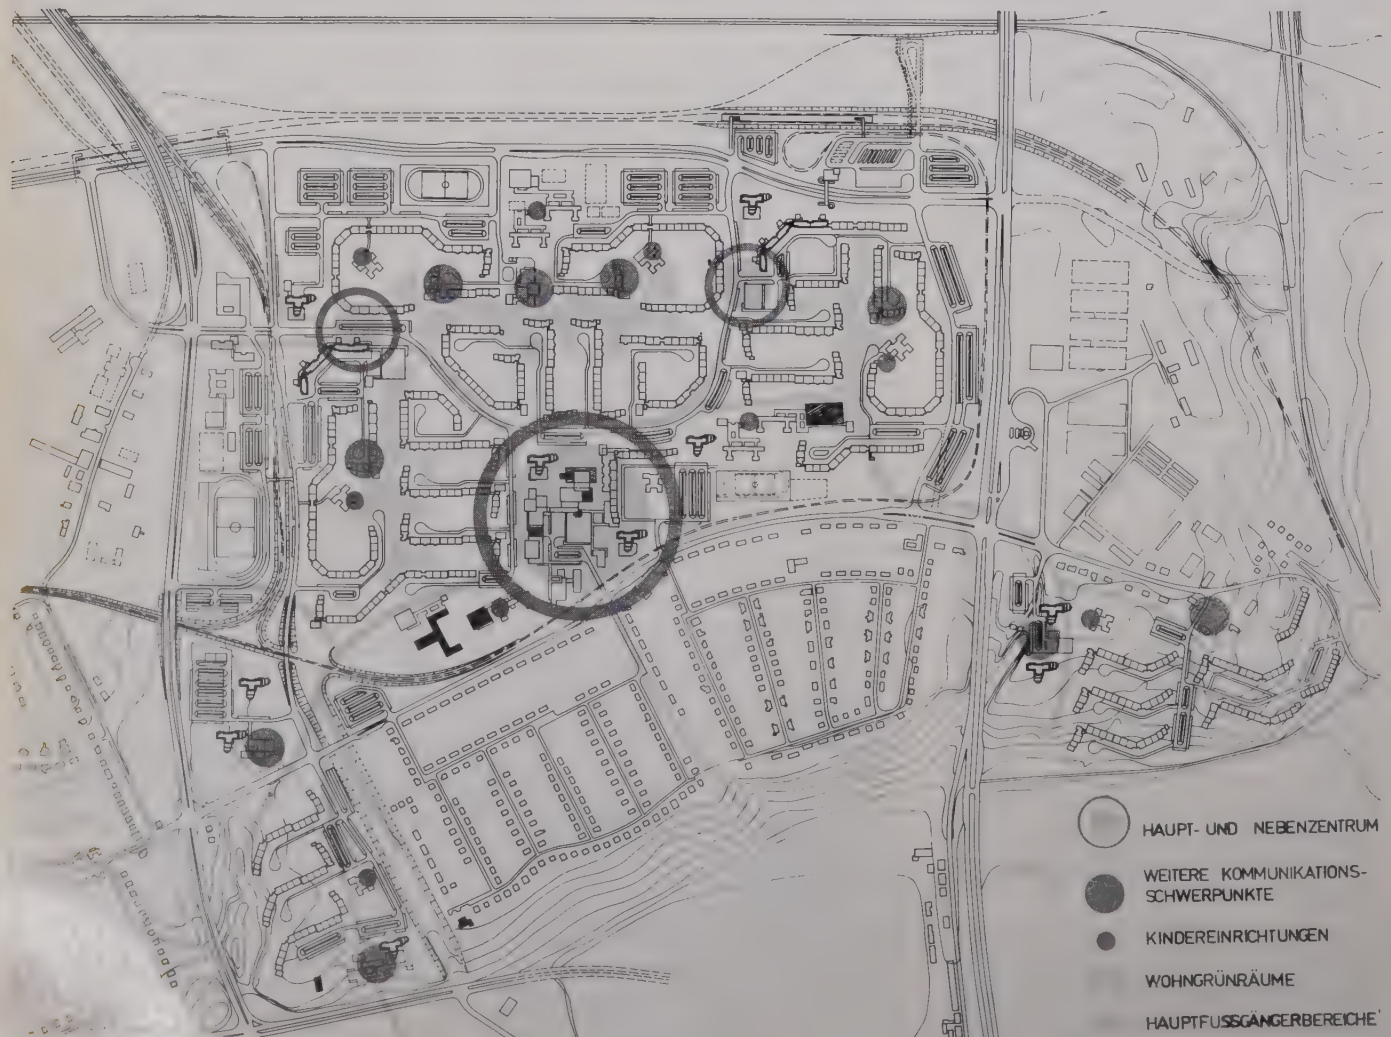 HAUPT- UND NEBENZENTRUM
WEITERE KOMMUNIKATIONS-
SCHWERPUNKTE
KINDEREINRICHTUNGEN
WOHNGRÜNRÄUME
HAUPTFUSSGÄNGERBEREICHE